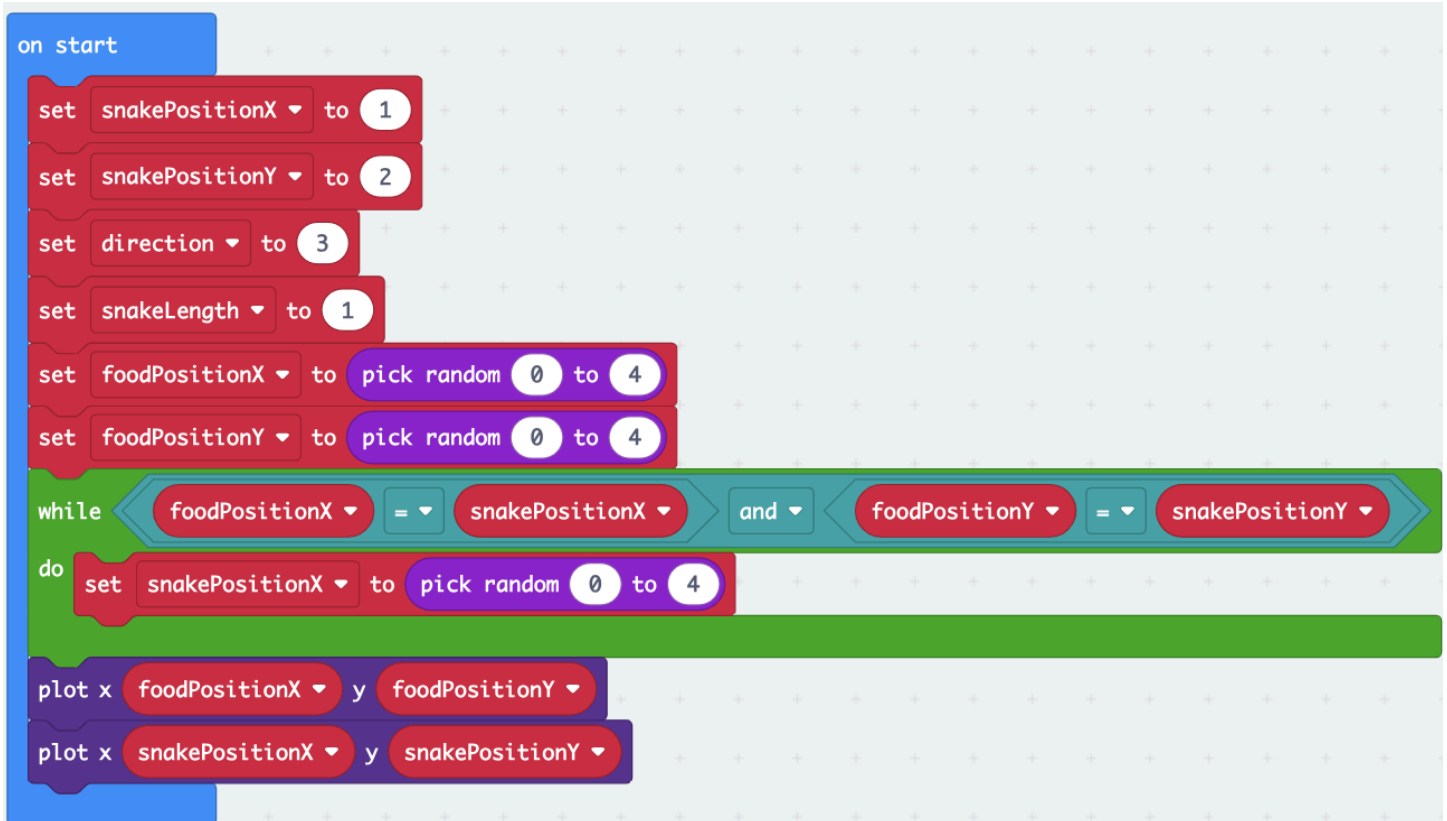 on start
set snakePositionX to 1
set snakePositionY to 2
set direction to 3
set snakeLength to 1
set foodPositionX to pick random 0 to 4
set foodPositionY to pick random 0 to 4
while foodPositionX = snakePositionX and foodPositionY = snakePositionY
do set snakePositionX to pick random 0 to 4
plot x foodPositionX y foodPositionY
plot x snakePositionX y snakePositionY